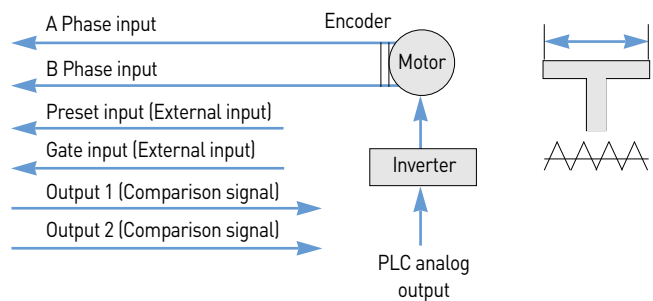 A Phase input
Encoder
B Phase input
Motor
Preset input (External input)
Gate input (External input)
Inverter
Output 1 (Comparison signal)
Output 2 (Comparison signal)
PLC analog
output